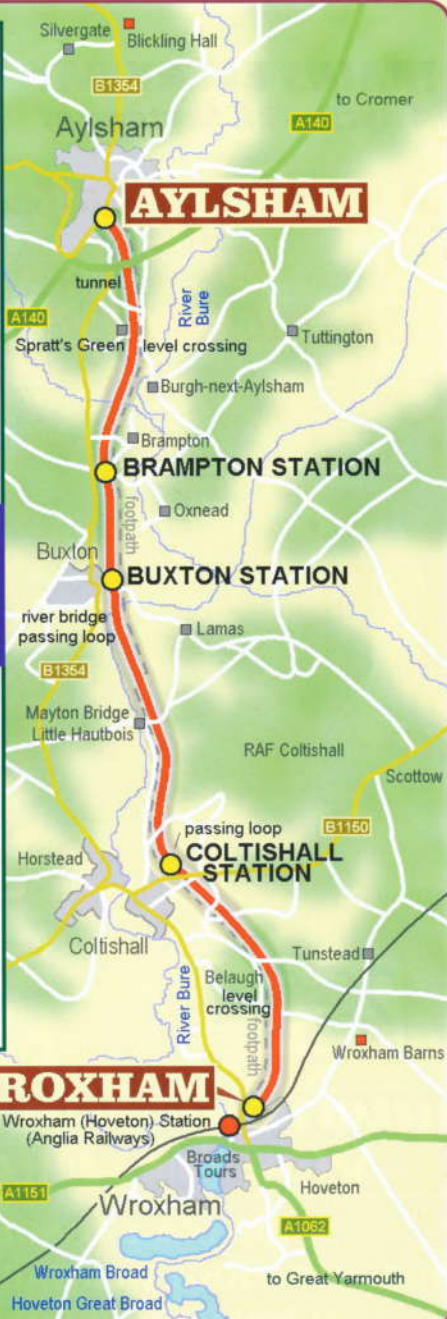 Silvergate
Blickling Hall
B1354
to Cromer
A140
Aylsham
AYLSHAM
tunnel
River
Bure
A140
Tuttington
Spratt's Green level crossing
Burgh-next-Aylsham
Brampton
BRAMPTON STATION
footpath
Oxnead
Buxton
BUXTON STATION
river bridge
passing loop
Lamas
B1354
Mayton Bridge
Little Hautbois
RAF Coltishall
Scottow
passing loop
B1150
COLTISHALL
STATION
Horstead
Coltishall
Tunstead
River Bure
Belaugh
level
crossing
footpath
Wroxham Barns
ROXHAM
Wroxham (Hoveton) Station
(Anglia Railways)
Broads
Tours
A1151
Hoveton
Wroxham
A1062
Wroxham Broad
to Great Yarmouth
Hoveton Great Broad